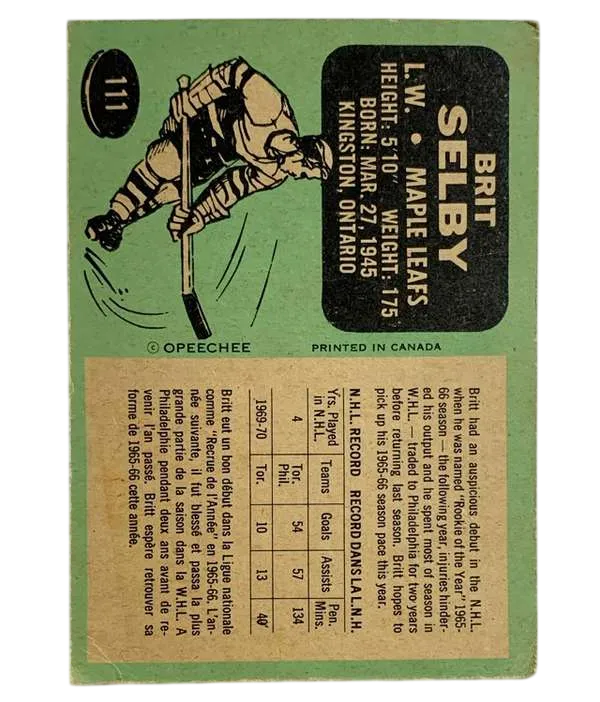 111
BRIT
SELBY
L. W. • MAPLE LEAFS
HEIGHT: 5'10" WEIGHT: 175
BORN: MAR. 27, 1945
KINGSTON, ONTARIO
© OPEECHEE
PRINTED IN CANADA
Britt had an auspicious debut in the N.H.L.
when he was named "Rookie of the Year" 1965-
66 season — the following year, injuries hinder-
ed his output and he spent most of season in
W.H.L. — traded to Philadelphia for two years
before returning last season. Britt hopes to
pick up his 1965-66 season pace this year.
N.H.L. RECORD RECORD DANS LA L.N.H.
Yrs. Played in N.H.L. Teams Goals Assists Pen. Mins.
4 Tor. Phil. 54 57 134
1969-70 Tor. 10 13 40
Britt eut un bon début dans la Ligue nationale
comme "Recrue de l'Année" en 1965-66. L'an-
née suivante, il fut blessé et passa la plus
grande partie de la saison dans la W.H.L. A
Philadelphie pendant deux ans avant de re-
venir l'an passé. Britt espère retrouver sa
forme de 1965-66 cette année.